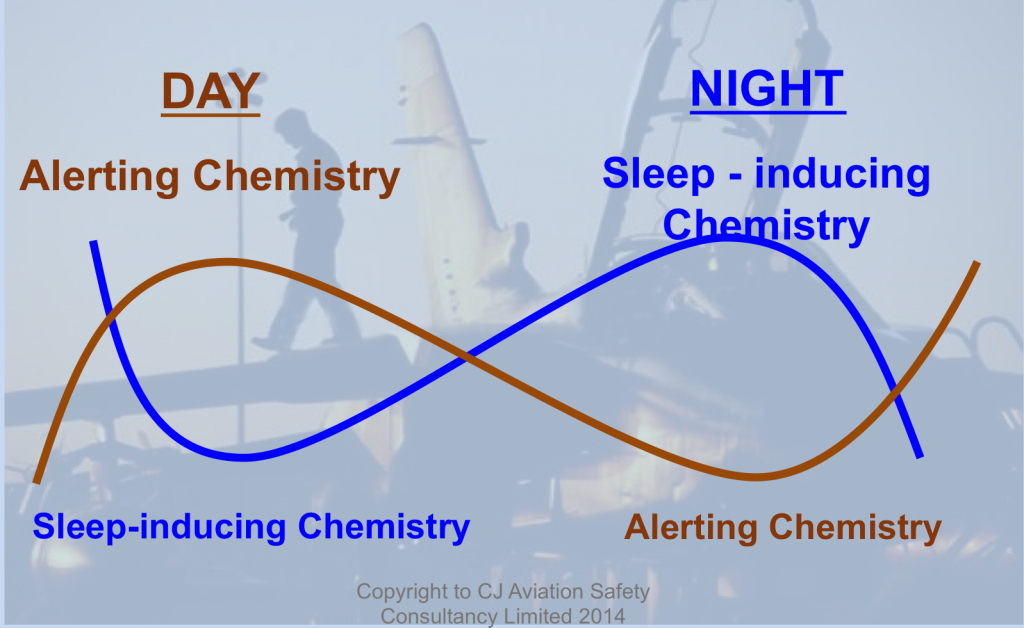 DAY
NIGHT
Alerting Chemistry
Sleep - inducing
Chemistry
Sleep-inducing Chemistry
Alerting Chemistry
Copyright to CJ Aviation Safety
Consultancy Limited 2014